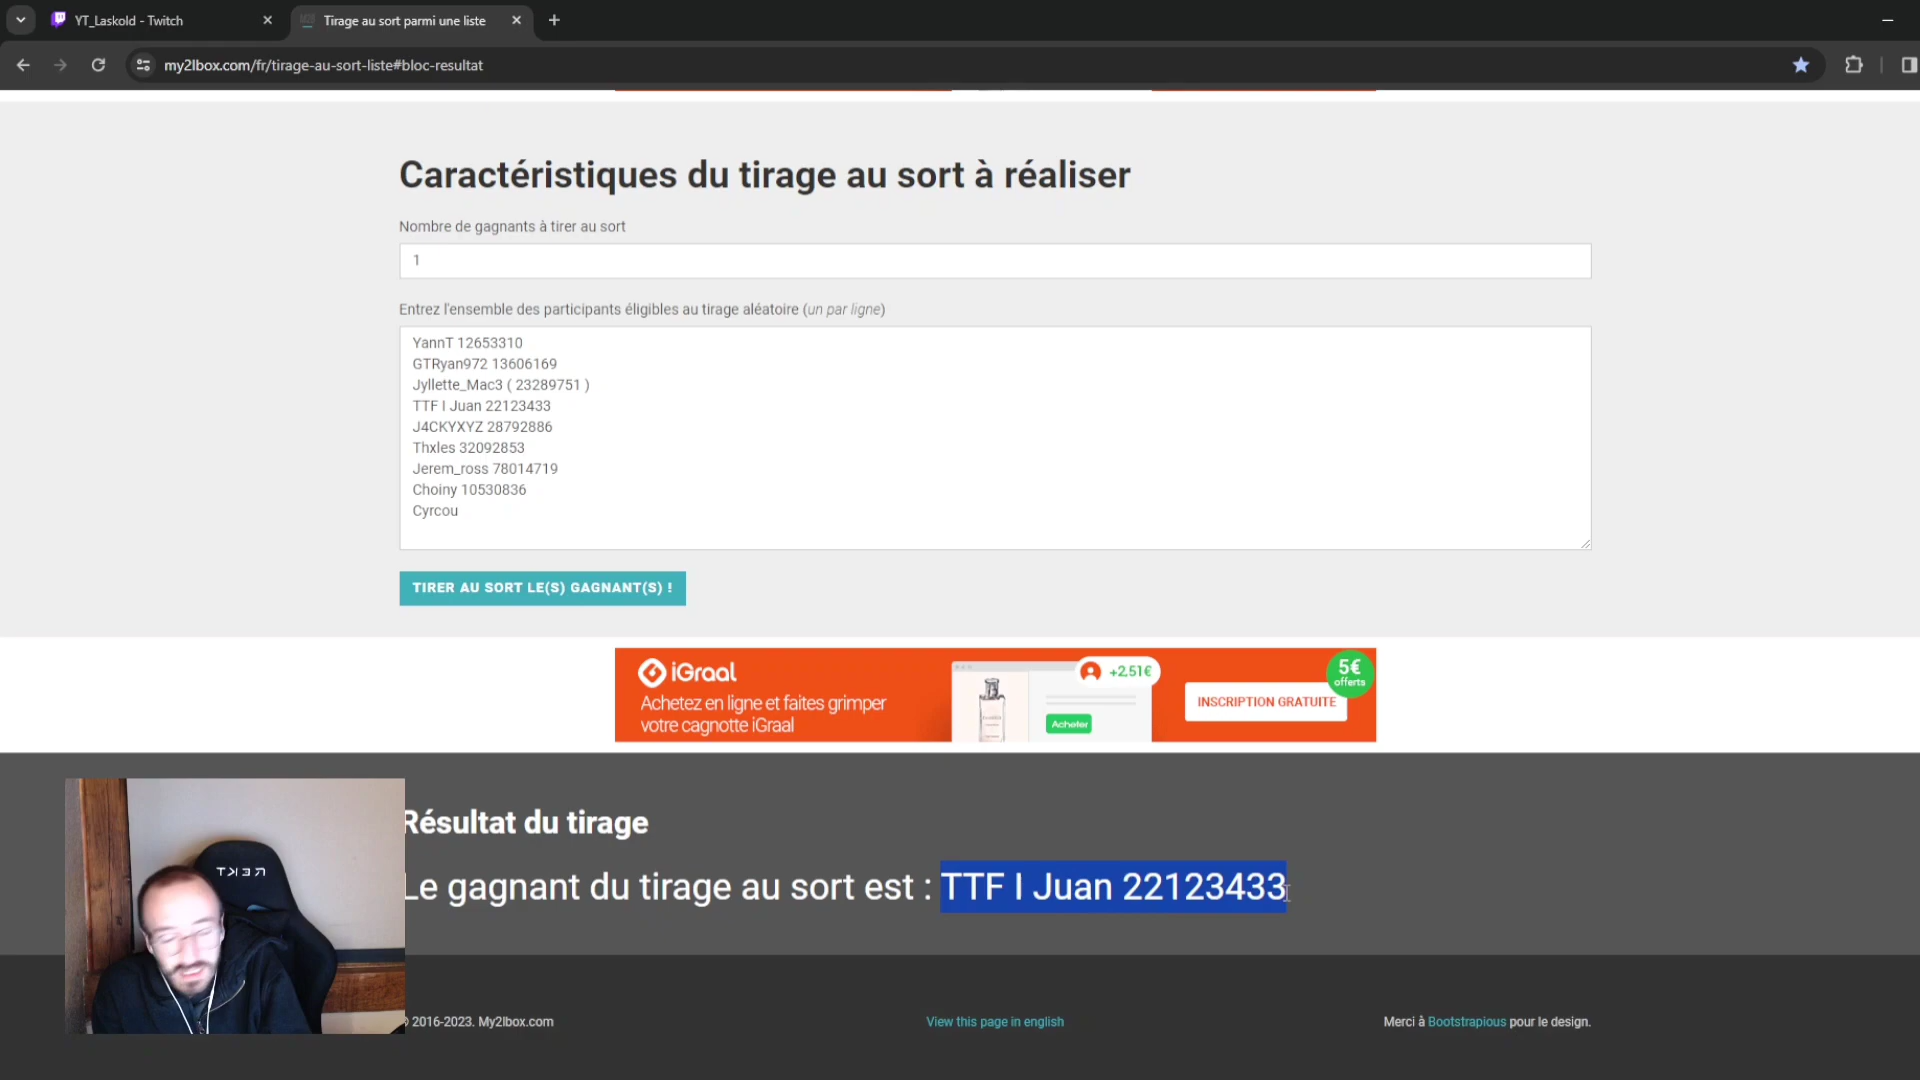 YT_Laskold - Twitch
Tirage au sort parmi une liste
my2lbox.com/fr/tirage-au-sort-liste#bloc-resultat
Caractéristiques du tirage au sort à réaliser
Nombre de gagnants à tirer au sort
1
Entrez l'ensemble des participants éligibles au tirage aléatoire (un par ligne)
YannT 12653310
GTRyan972 13606169
Jyllette_Mac3 ( 23289751 )
TTF I Juan 22123433
J4CKYXYZ 28792886
Thxles 32092853
Jerem_ross 78014719
Choiny 10530836
Cyrcou
TIRER AU SORT LE(S) GAGNANT(S) !
iGraal
Achetez en ligne et faites grimper
votre cagnotte iGraal
+2,51€
Acheter
INSCRIPTION GRATUITE
5€
offerts
Résultat du tirage
Le gagnant du tirage au sort est : TTF I Juan 22123433
© 2016-2023. My2lbox.com
View this page in english
Merci à Bootstrapious pour le design.